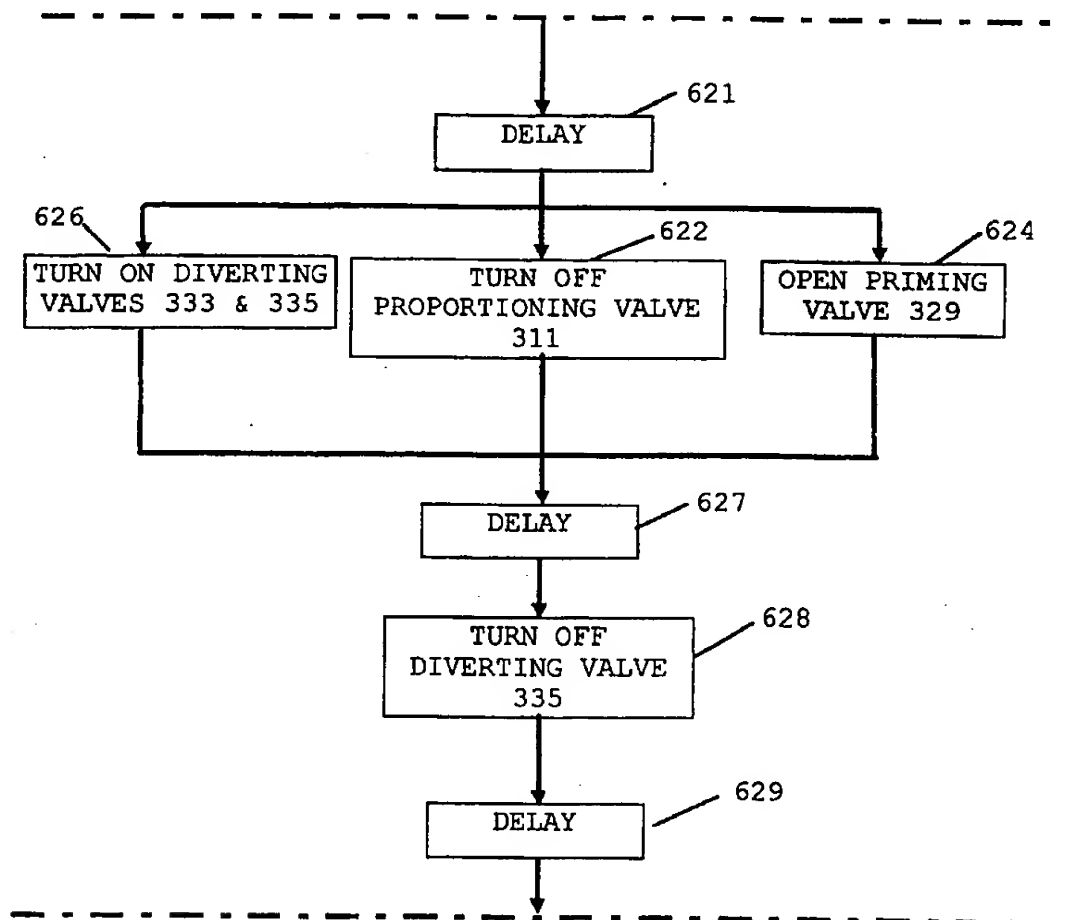 621
DELAY
626
622
624
TURN ON DIVERTING
VALVES 333 & 335
TURN OFF
PROPORTIONING VALVE
311
OPEN PRIMING
VALVE 329
627
DELAY
628
TURN OFF
DIVERTING VALVE
335
629
DELAY